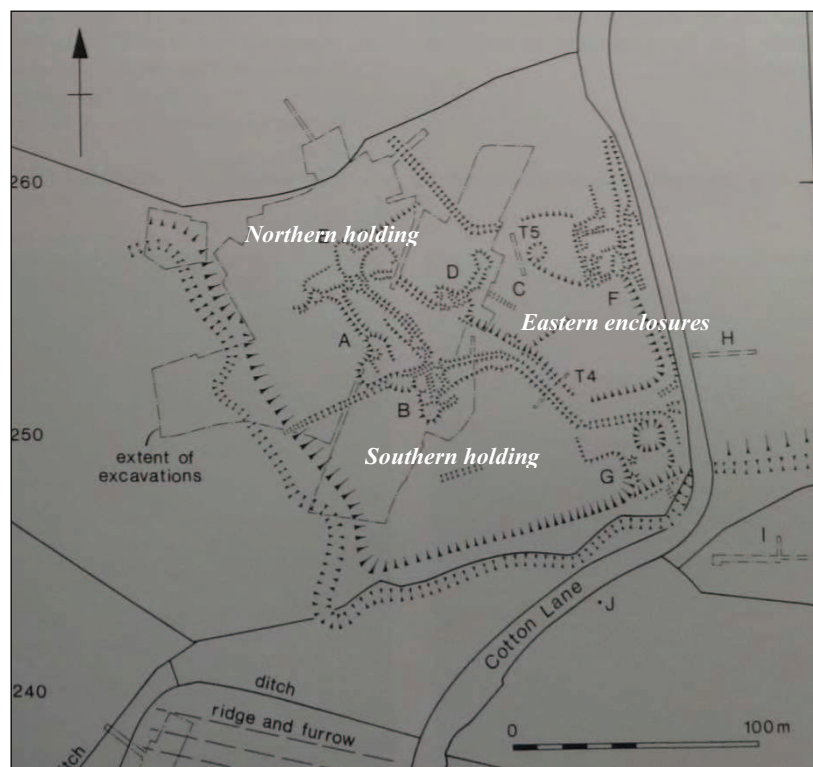 260
Northern holding
E
T5
D
C
F
Eastern enclosures
A
H
T4
B
250
extent of
excavations
Southern holding
G
I
Cotton Lane
J
240
ditch
ridge and furrow
ditch
0
100 m